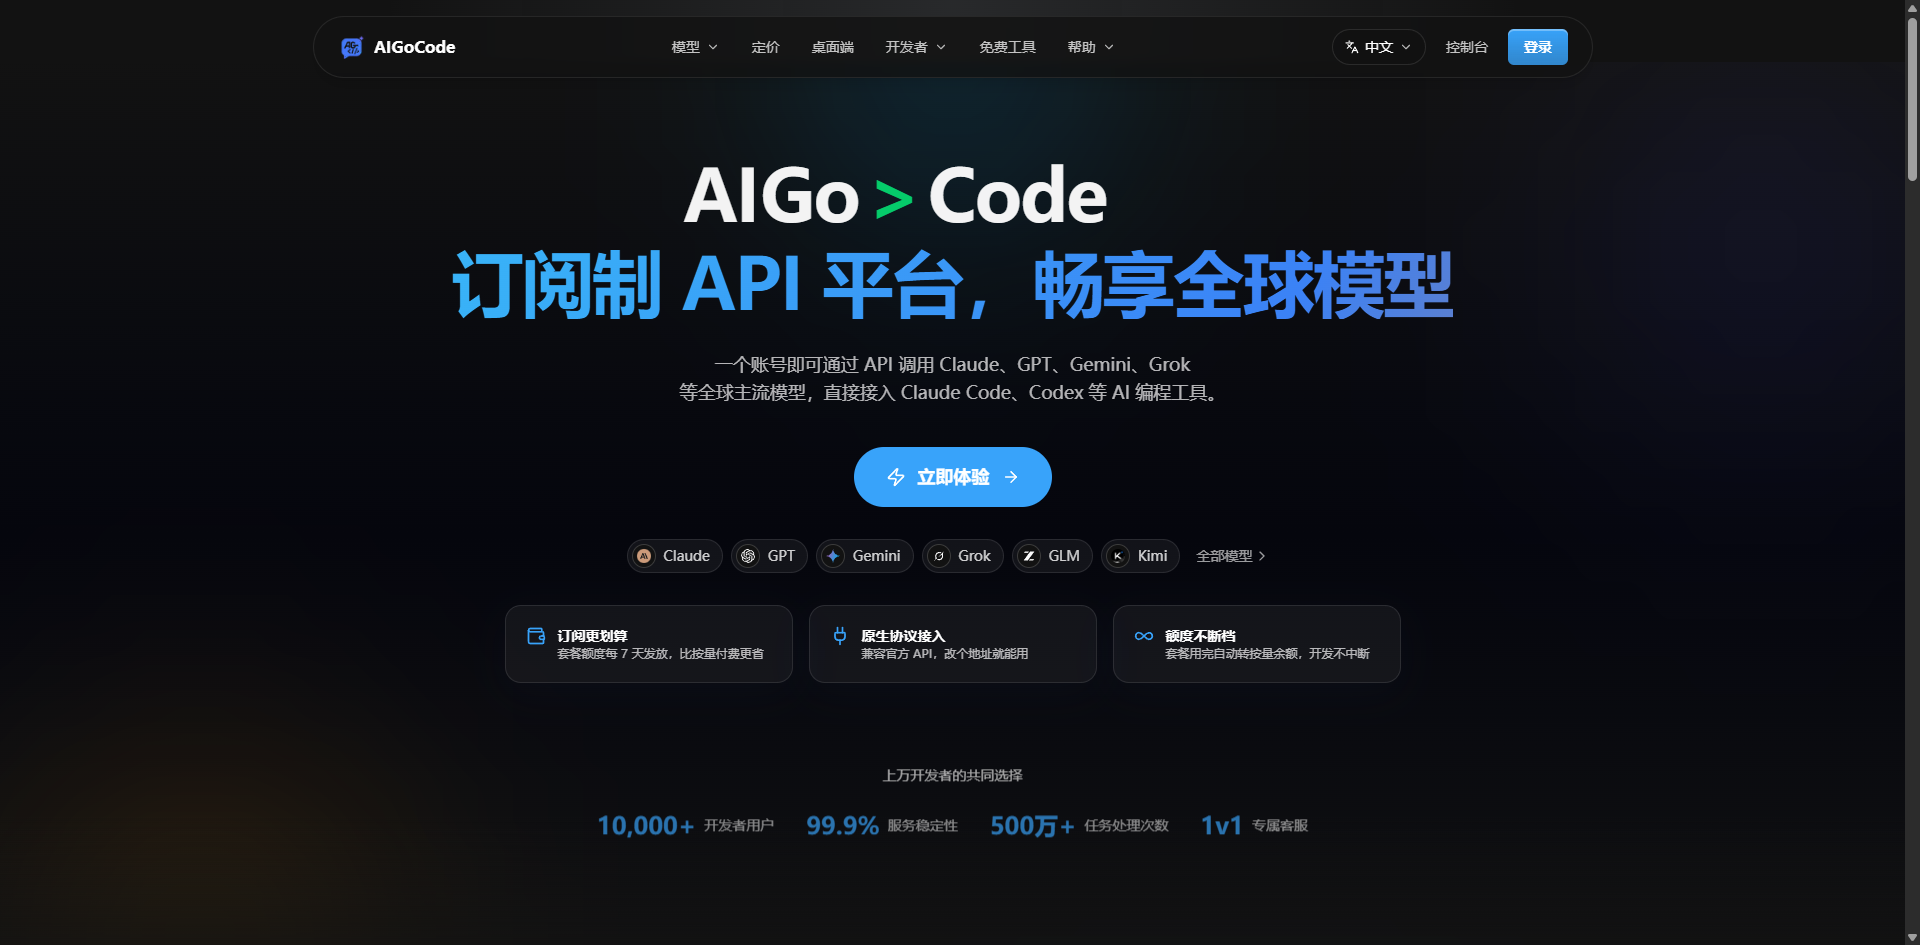 AIGoCode
模型
定价
桌面端
开发者
免费工具
帮助
中文
控制台
登录
AIGo > Code
订阅制 API 平台，畅享全球模型
一个账号即可通过 API 调用 Claude、GPT、Gemini、Grok
等全球主流模型，直接接入 Claude Code、Codex 等 AI 编程工具。
立即体验
Claude
GPT
Gemini
Grok
GLM
Kimi
全部模型
订阅更划算
套餐额度每 7 天发放，比按量付费更省
原生协议接入
兼容官方 API，改个地址就能用
额度不断档
套餐用完自动转按量余额，开发不中断
上万开发者的共同选择
10,000+ 开发者用户
99.9% 服务稳定性
500万+ 任务处理次数
1v1 专属客服